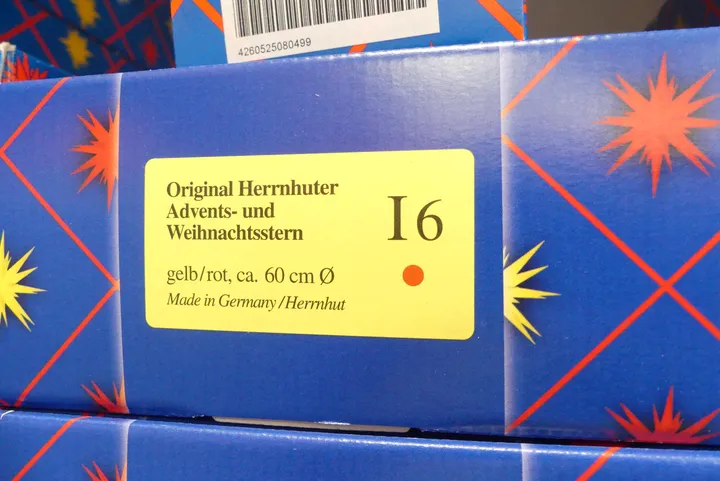 4260525080499
Original Herrnhuter
Advents- und
Weihnachtsstern
I6
gelb/rot, ca. 60 cm Ø
Made in Germany/Herrnhut